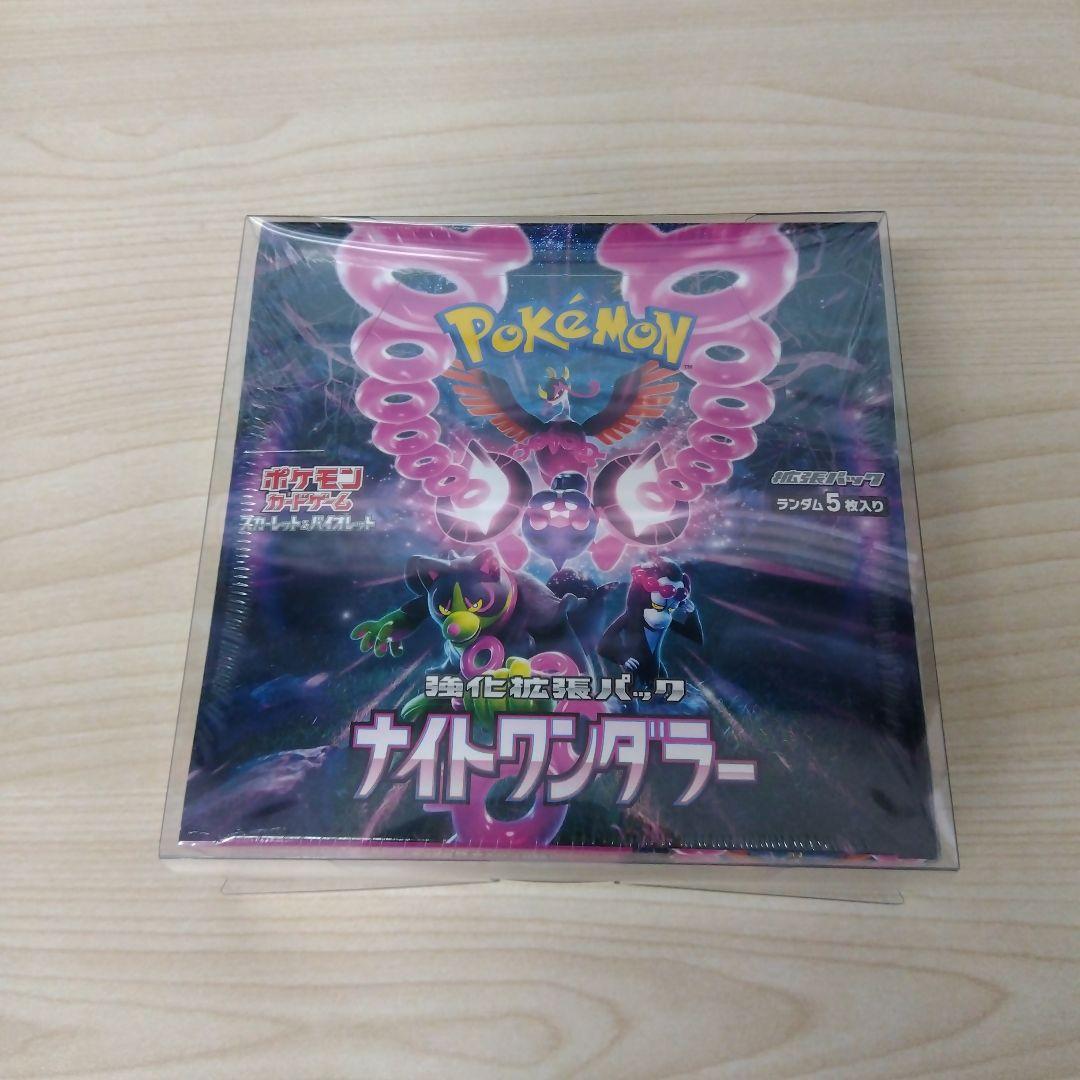 POKéMON
TM
ポケモン
カードゲーム
スカーレット&バイオレット
拡張パック
ランダム5枚入り
強化拡張パック
ナイトワンダラー